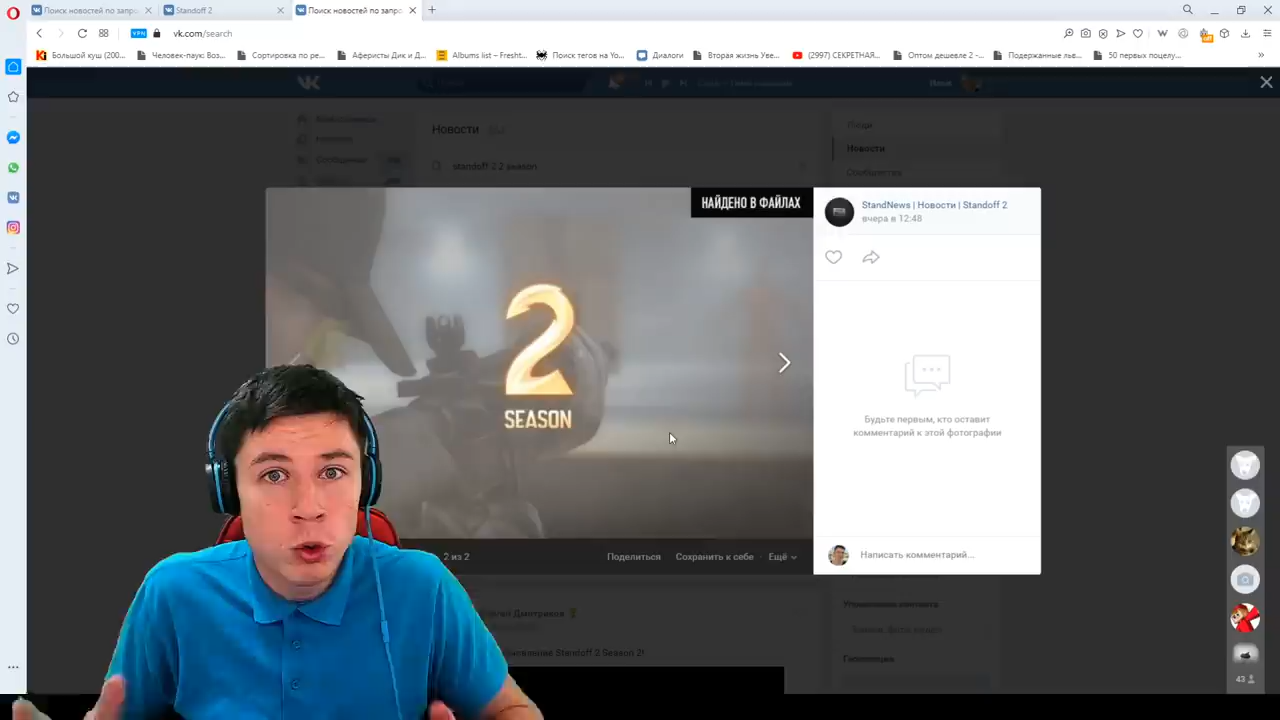 Поиск новостей по запро
Standoff 2
Поиск новостей по запро
VPN
vk.com/search
Большой куш (200...
Человек-паук: Воз...
Сортировка по ре...
Аферисты Дик и Д...
Albums list – Fresht...
Поиск тегов на Yo...
Диалоги
Вторая жизнь Уве...
(2997) СЕКРЕТНАЯ...
Оптом дешевле 2 -...
Подержанные льв...
50 первых поцелу...
Новости
standoff 2 2 season
Новости
Сообщества
НАЙДЕНО В ФАЙЛАХ
2
SEASON
StandNews | Новости | Standoff 2
вчера в 12:48
Будьте первым, кто оставит
комментарий к этой фотографии
2 из 2
Поделиться
Сохранить к себе
Ещё
Написать комментарий...
Standoff 2 Season 2!
43